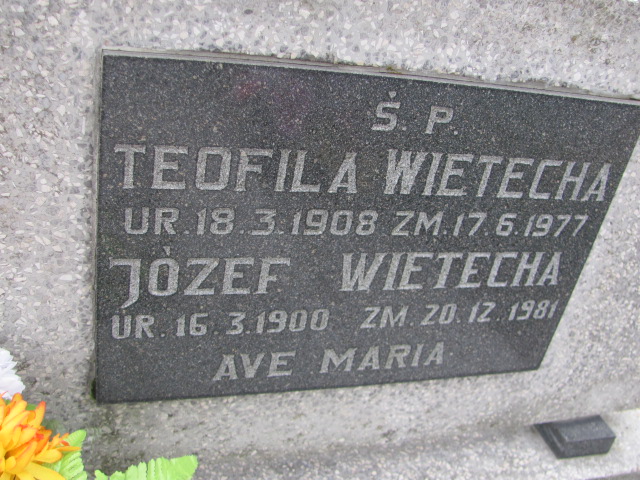 Ś. P.
TEOFILA WIETECHA
UR. 18. 3. 1908 ZM. 17. 6. 1977
JÓZEF WIETECHA
UR. 16. 3. 1900 ZM. 20. 12. 1981
AVE MARIA